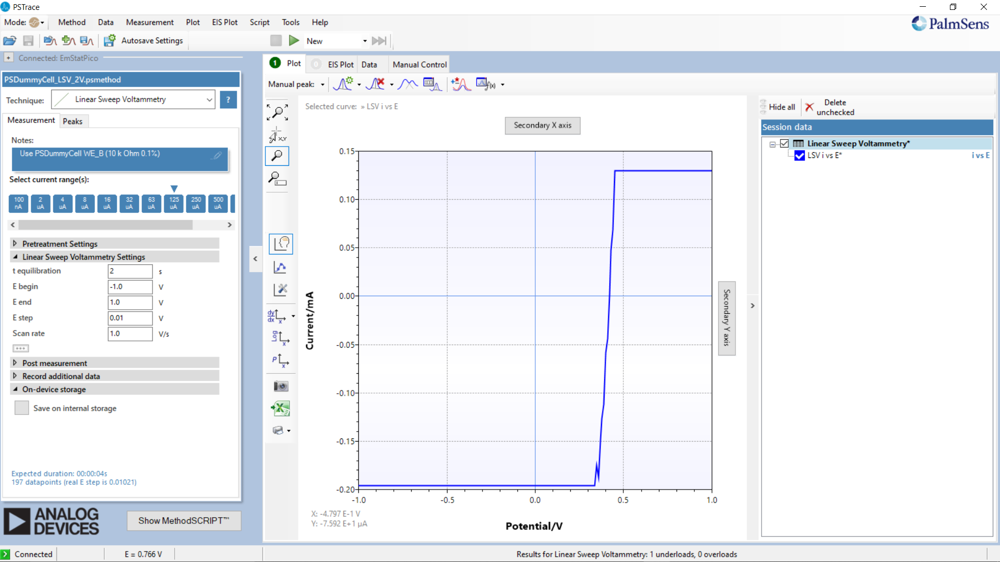 PSTrace
Mode:
Method Data Measurement Plot EIS Plot Script Tools Help
PalmSens
Autosave Settings
New
+ Connected: EmStatPico
PSDummyCell_LSV_2V.psmethod
Technique: Linear Sweep Voltammetry ?
Measurement Peaks
Notes:
Use PSDummyCell WE_B (10 k Ohm 0.1%)
Select current range(s):
100 nA
2 uA
4 uA
8 uA
16 uA
32 uA
63 uA
125 uA
250 uA
500 uA
Pretreatment Settings
Linear Sweep Voltammetry Settings
t equilibration 2 s
E begin -1.0 V
E end 1.0 V
E step 0.01 V
Scan rate 1.0 V/s
Post measurement
Record additional data
On-device storage
Save on internal storage
Expected duration: 00:00:04s
197 datapoints (real E step is 0.01021)
ANALOG
DEVICES
Show MethodSCRIPT™
1 Plot 0 EIS Plot Data Manual Control
Manual peak:
f(x)
X,Y
dy/dx x
Log x
P x
Selected curve: » LSV i vs E
Secondary X axis
0.15
0.10
0.05
0.00
-0.05
-0.10
-0.15
-0.20
Current/mA
-1.0 -0.5 0.0 0.5 1.0
Potential/V
X: -4.797 E-1 V
Y: -7.592 E+1 µA
Secondary Y axis
Hide all
Delete
unchecked
Session data
Linear Sweep Voltammetry*
LSV i vs E* i vs E
Connected E = 0.766 V Results for Linear Sweep Voltammetry: 1 underloads, 0 overloads